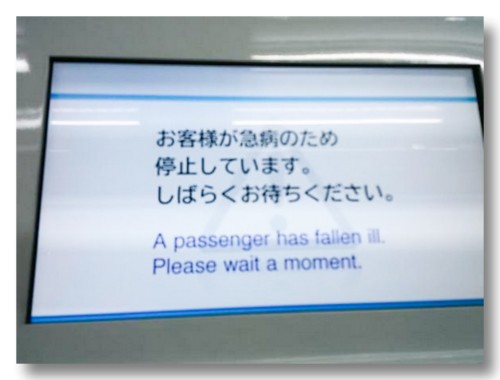 お客様が急病のため
停止しています。
しばらくお待ちください。
A passenger has fallen ill.
Please wait a moment.